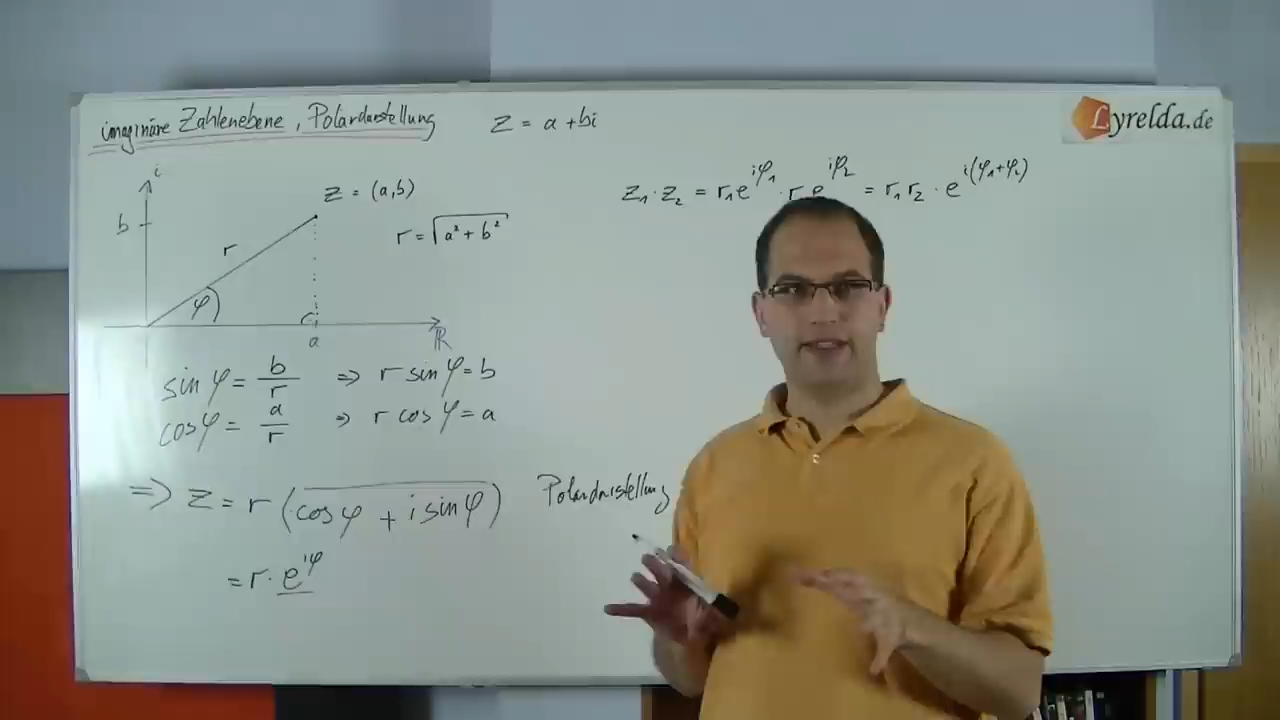 imaginäre Zahlenebene, Polardarstellung z = a + bi
Lyrelda.de
i
z = (a,b)
b
r
r = √(a² + b²)
φ
a
ℝ
sin φ = b/r ⇒ r sin φ = b
cos φ = a/r ⇒ r cos φ = a
⇒ z = r (cos φ + i sin φ) Polardarstellung
= r · e^{iφ}
z₁ · z₂ = r₁e^{iφ₁} · r e^{iφ₂} = r₁r₂ · e^{i(φ₁+φ₂)}